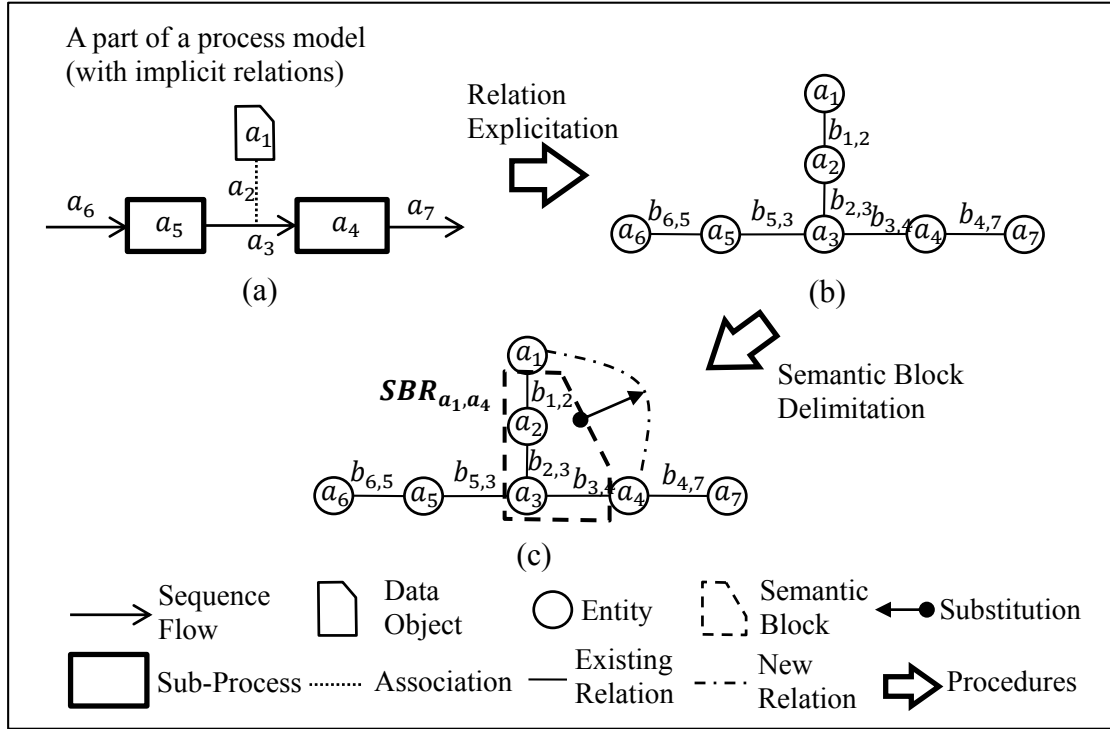 A part of a process model
(with implicit relations)
a₁
a₂
a₆
a₅
a₃
a₄
a₇
(a)
Relation
Explicitation
a₁
b₁,₂
a₂
b₂,₃
a₆
b₆,₅
a₅
b₅,₃
a₃
b₃,₄
a₄
b₄,₇
a₇
(b)
Semantic Block
Delimitation
SBR a₁,a₄
a₁
b₁,₂
a₂
b₂,₃
a₆
b₆,₅
a₅
b₅,₃
a₃
b₃,₄
a₄
b₄,₇
a₇
(c)
Sequence
Flow
Data
Object
Entity
Semantic
Block
Substitution
Sub-Process
Association
Existing
Relation
New
Relation
Procedures